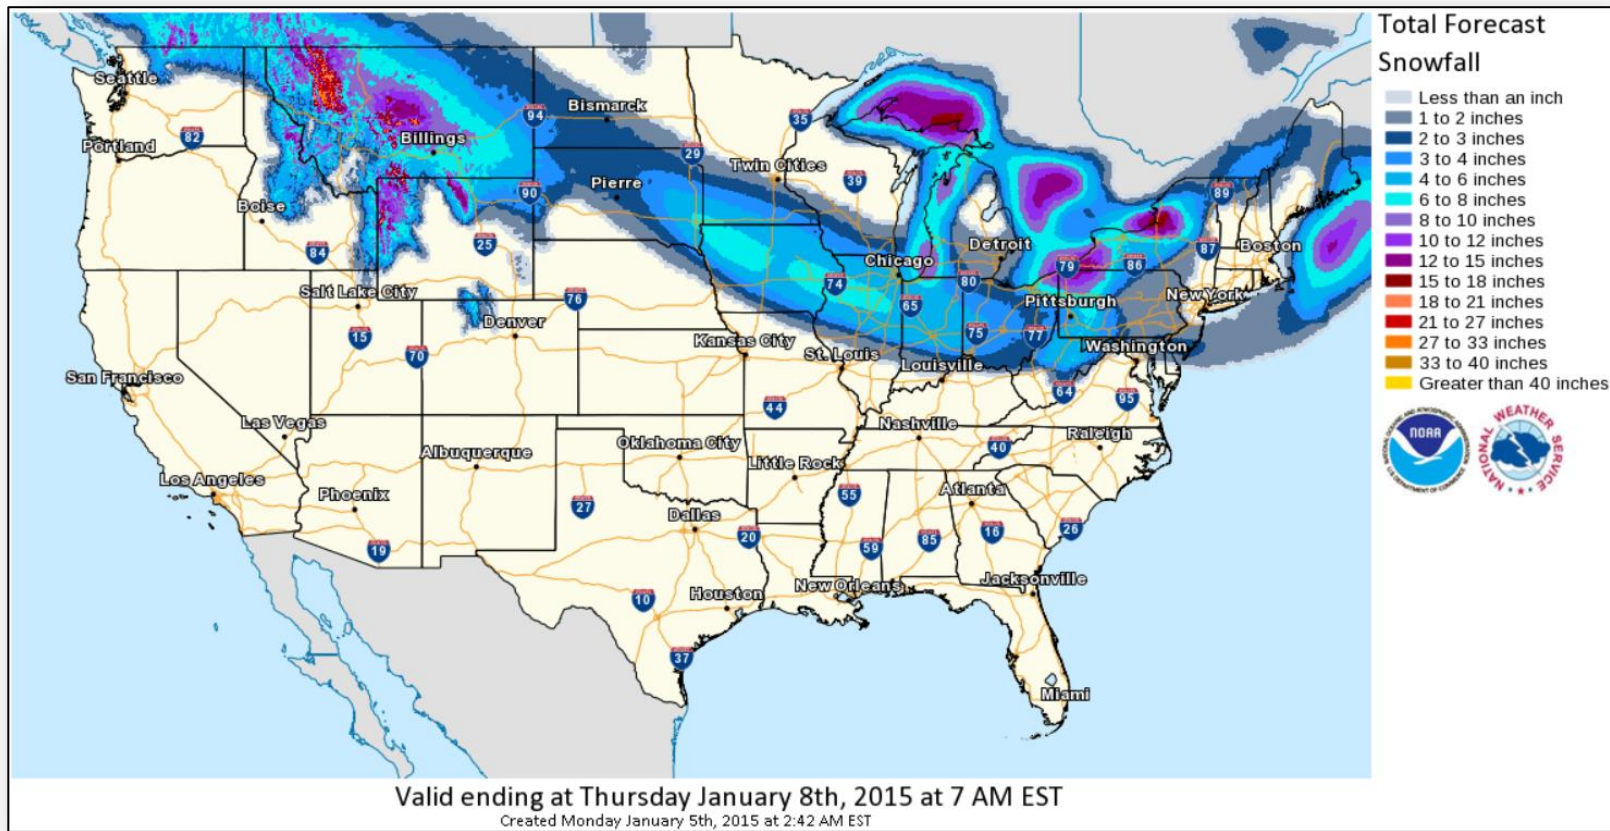 Total Forecast
Snowfall
Less than an inch
1 to 2 inches
2 to 3 inches
3 to 4 inches
4 to 6 inches
6 to 8 inches
8 to 10 inches
10 to 12 inches
12 to 15 inches
15 to 18 inches
18 to 21 inches
21 to 27 inches
27 to 33 inches
33 to 40 inches
Greater than 40 inches
NOAA
NATIONAL WEATHER SERVICE
Seattle
Portland
82
Boise
84
Billings
94
Bismarck
90
Pierre
25
29
35
Twin Cities
39
Salt Lake City
15
70
Denver
76
Chicago
74
65
Detroit
80
75
77
79
86
Pittsburgh
89
87
Boston
New York
Washington
San Francisco
Las Vegas
Los Angeles
Phoenix
19
Albuquerque
Kansas City
St. Louis
Louisville
64
95
44
Oklahoma City
Little Rock
Nashville
40
Raleigh
27
Dallas
20
55
59
85
Atlanta
16
26
10
Houston
New Orleans
Jacksonville
37
Miami
Valid ending at Thursday January 8th, 2015 at 7 AM EST
Created Monday January 5th, 2015 at 2:42 AM EST